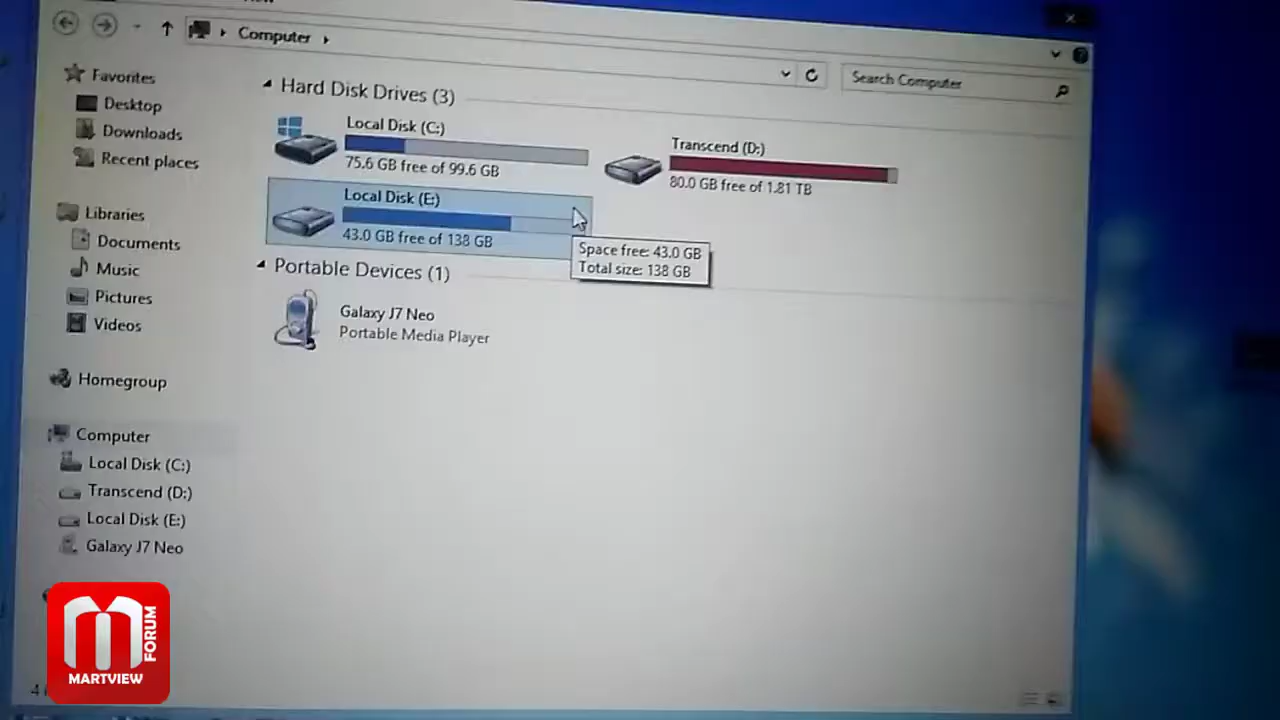 Computer
Search Computer
Favorites
Desktop
Downloads
Recent places
Libraries
Documents
Music
Pictures
Videos
Homegroup
Computer
Local Disk (C:)
Transcend (D:)
Local Disk (E:)
Galaxy J7 Neo
Hard Disk Drives (3)
Local Disk (C:)
75.6 GB free of 99.6 GB
Transcend (D:)
80.0 GB free of 1.81 TB
Local Disk (E:)
43.0 GB free of 138 GB
Space free: 43.0 GB
Total size: 138 GB
Portable Devices (1)
Galaxy J7 Neo
Portable Media Player
MARTVIEW
FORUM